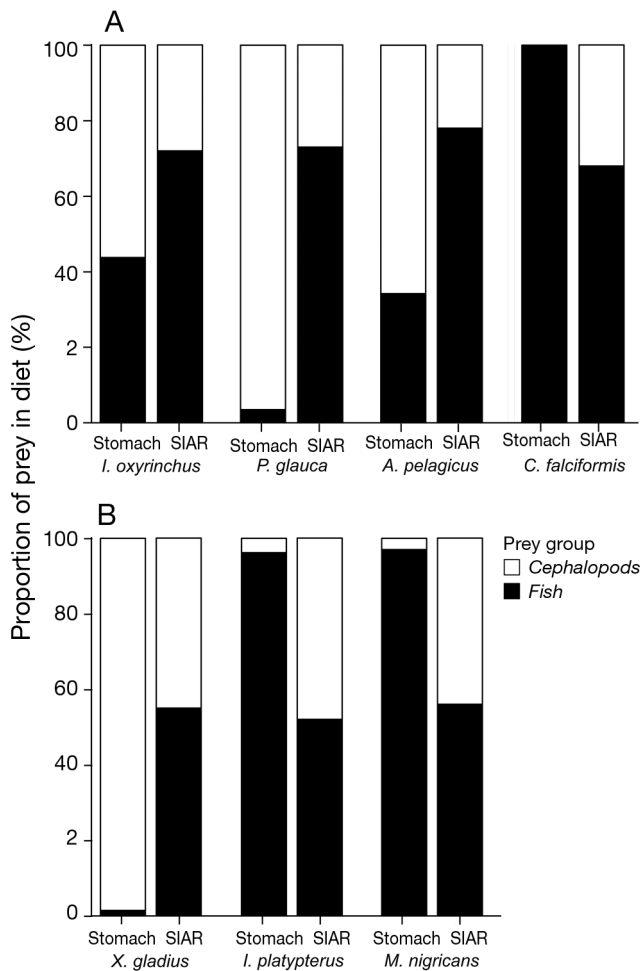 A
100
80
60
40
2
0
Stomach SIAR Stomach SIAR Stomach SIAR Stomach SIAR
I. oxyrinchus P. glauca A. pelagicus C. falciformis
Proportion of prey in diet (%)
B
100
80
60
40
2
0
Prey group
Cephalopods
Fish
Stomach SIAR Stomach SIAR Stomach SIAR
X. gladius I. platypterus M. nigricans